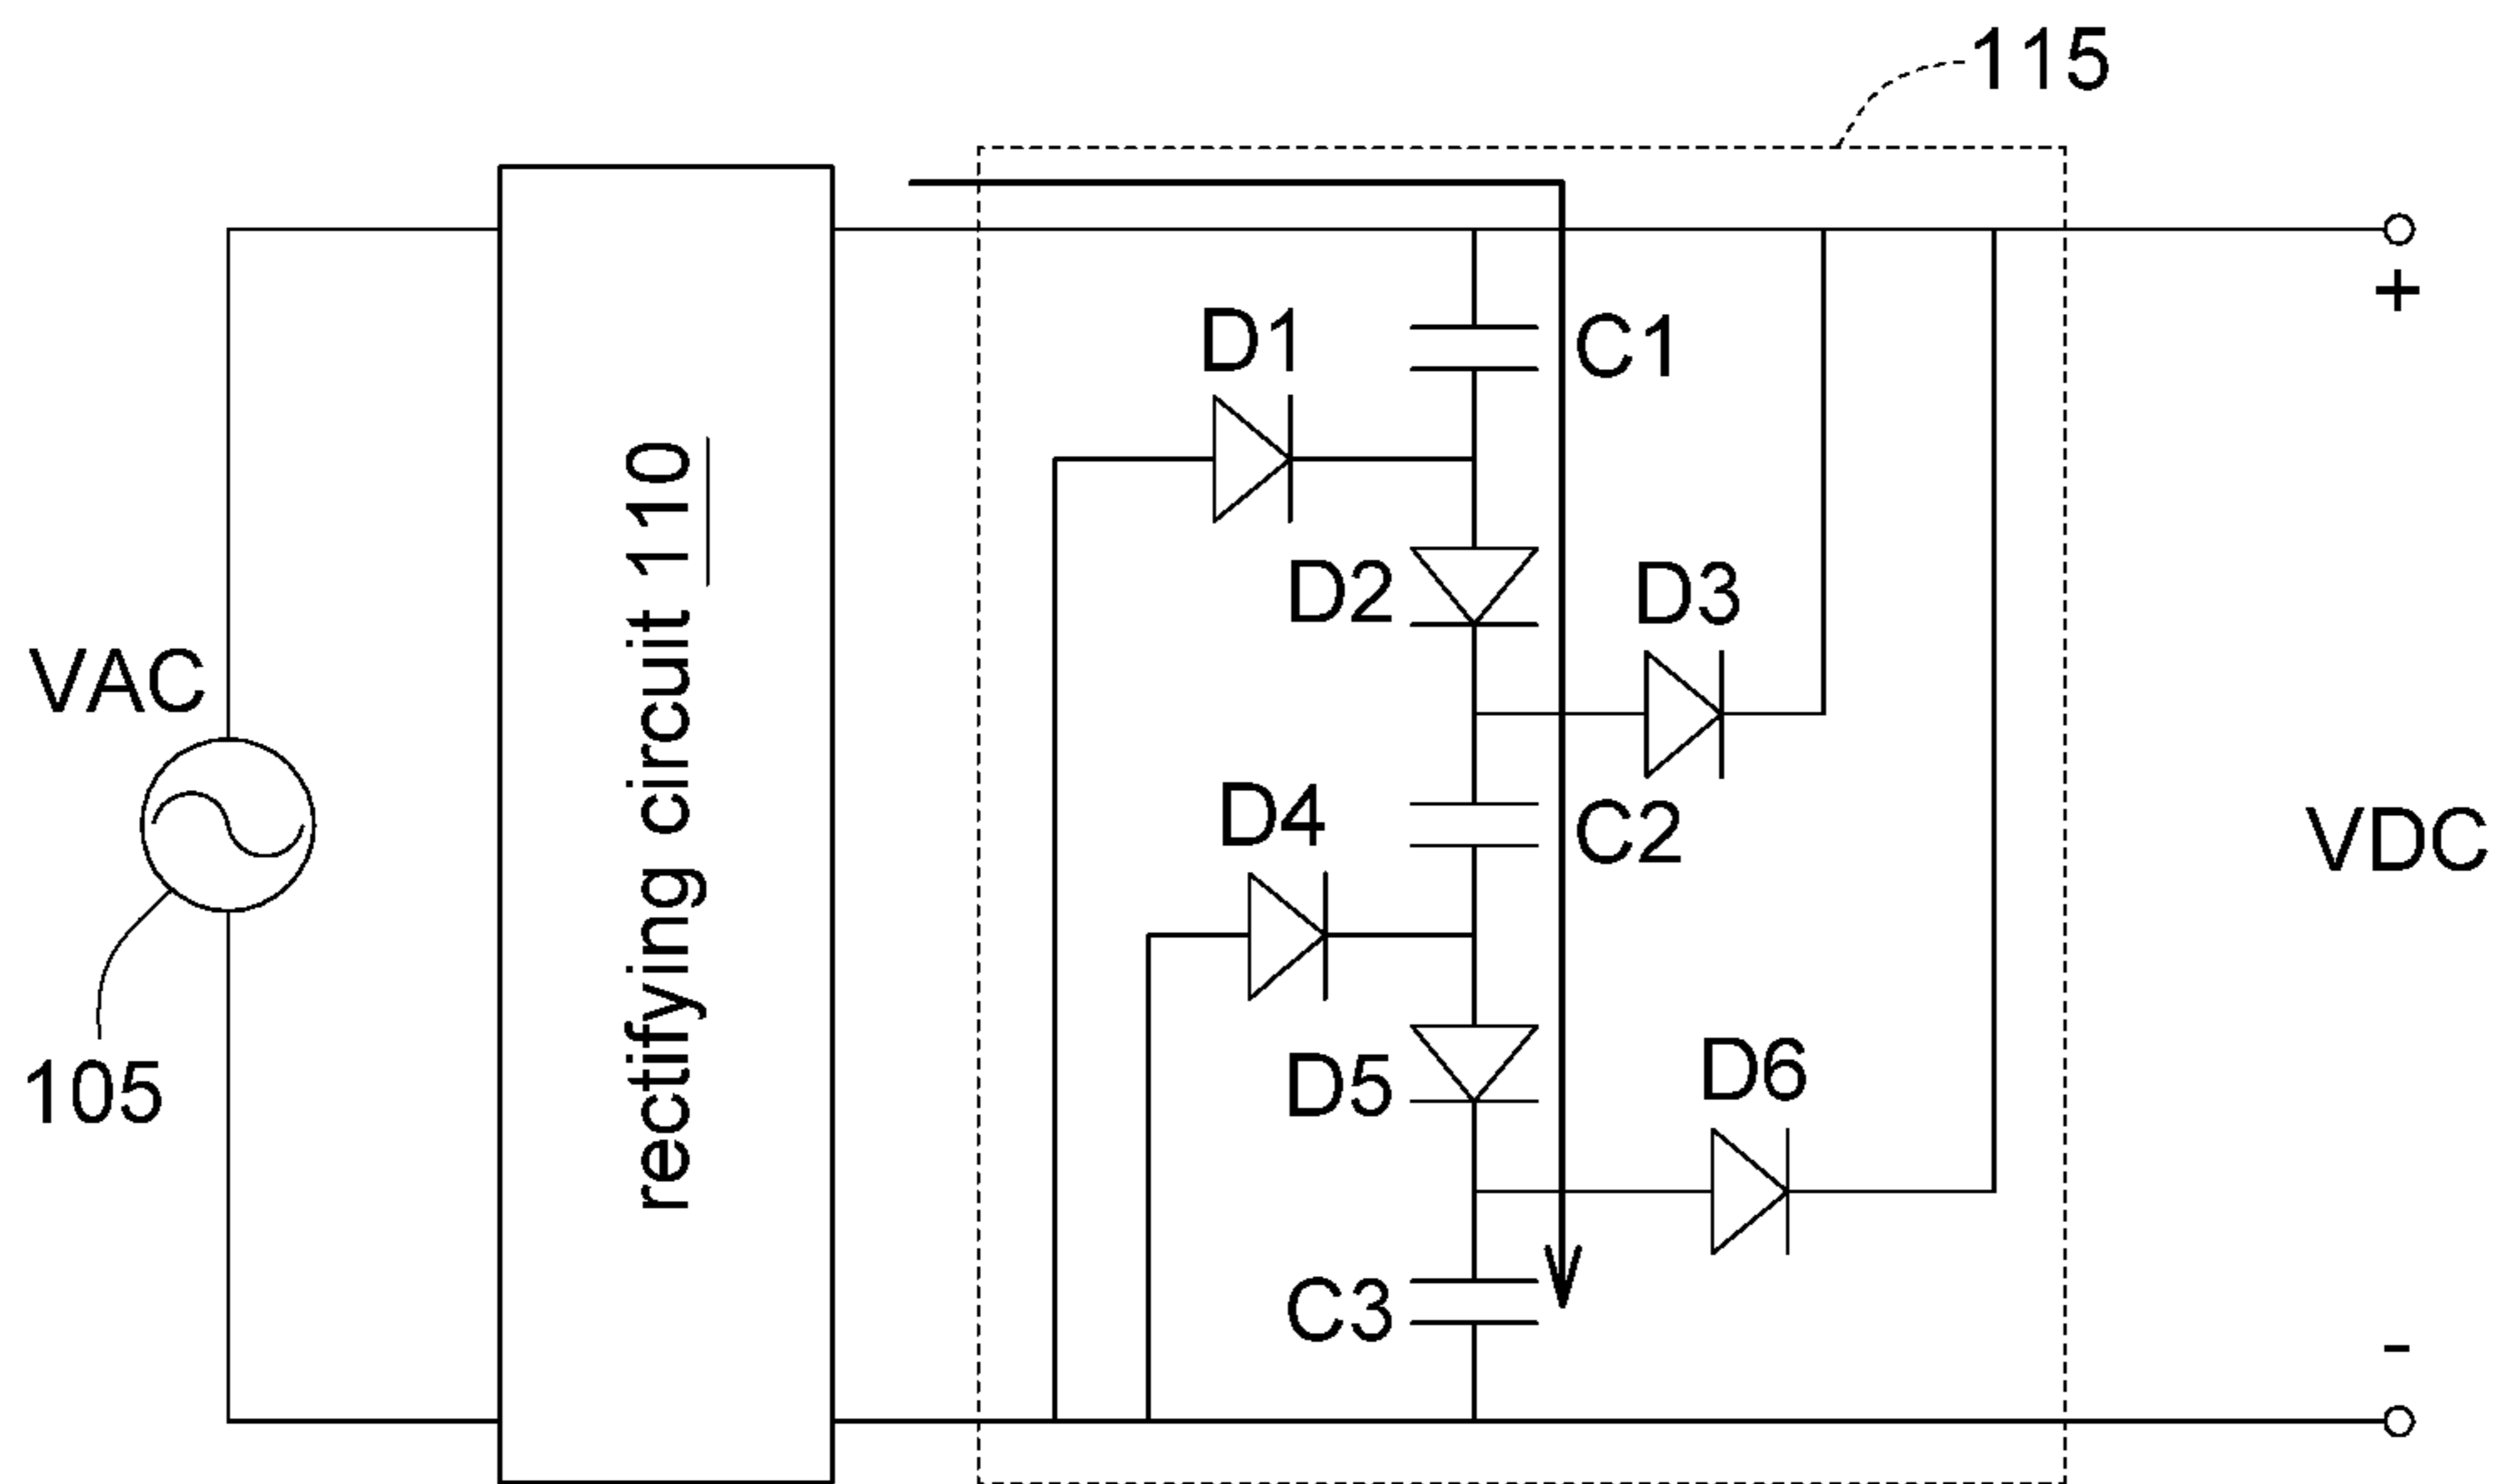 115
+
D1
C1
D2
D3
VAC
rectifying circuit 110
D4
C2
VDC
D5
D6
105
C3
-